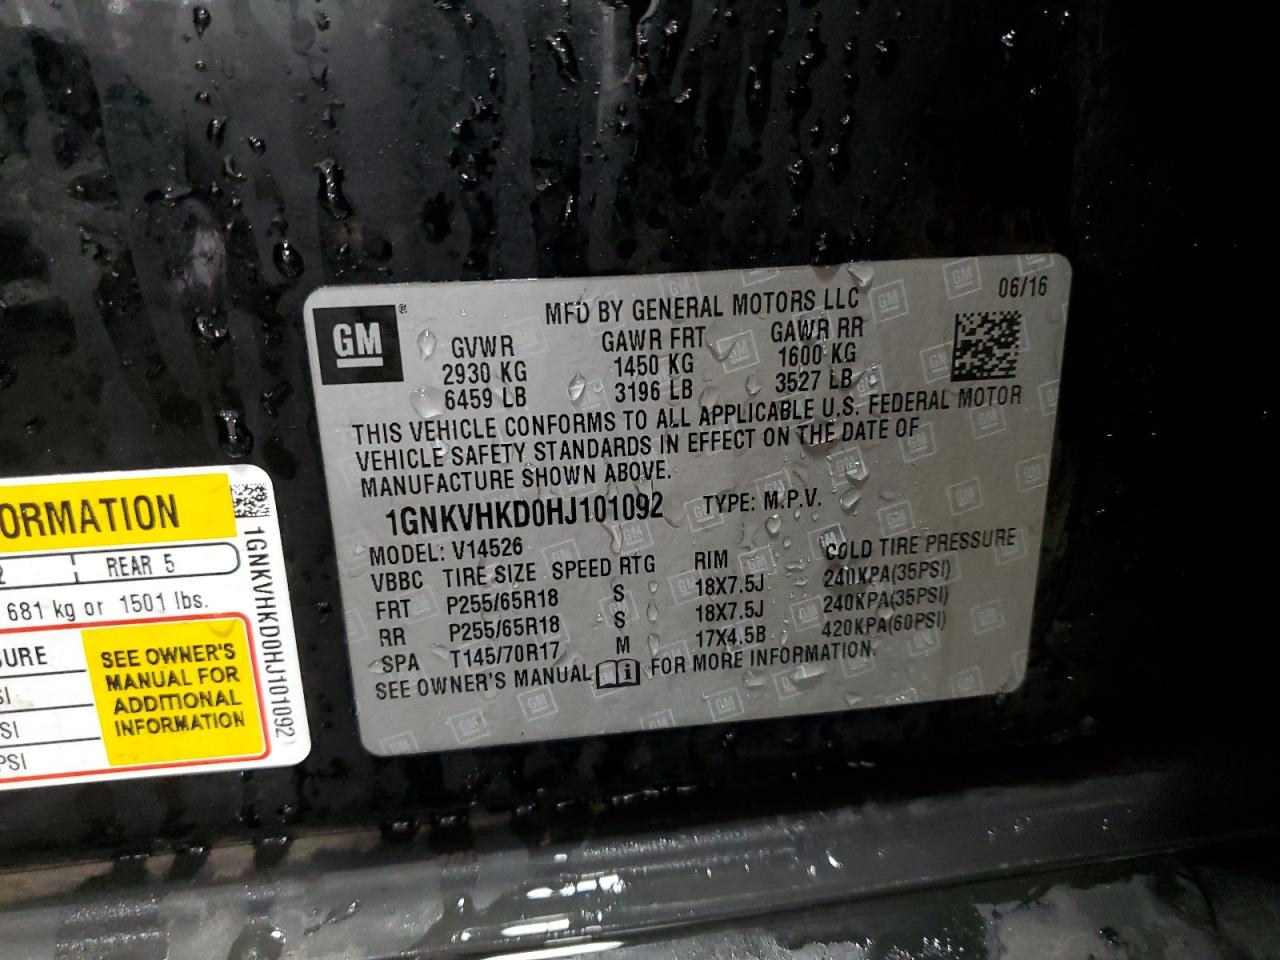 GM ®
MFD BY GENERAL MOTORS LLC 06/16
GVWR GAWR FRT GAWR RR
2930 KG 1450 KG 1600 KG
6459 LB 3196 LB 3527 LB
THIS VEHICLE CONFORMS TO ALL APPLICABLE U.S. FEDERAL MOTOR
VEHICLE SAFETY STANDARDS IN EFFECT ON THE DATE OF
MANUFACTURE SHOWN ABOVE.
1GNKVHKD0HJ101092 TYPE: M.P.V.
MODEL: V14526
VBBC TIRE SIZE SPEED RTG RIM COLD TIRE PRESSURE
FRT P255/65R18 S 18X7.5J 240KPA(35PSI)
RR P255/65R18 S 18X7.5J 240KPA(35PSI)
SPA T145/70R17 M 17X4.5B 420KPA(60PSI)
SEE OWNER'S MANUAL FOR MORE INFORMATION.
ORMATION
2 REAR 5
681 kg or 1501 lbs.
SURE
SI
SI
PSI
SEE OWNER'S
MANUAL FOR
ADDITIONAL
INFORMATION
1GNKVHKD0HJ101092